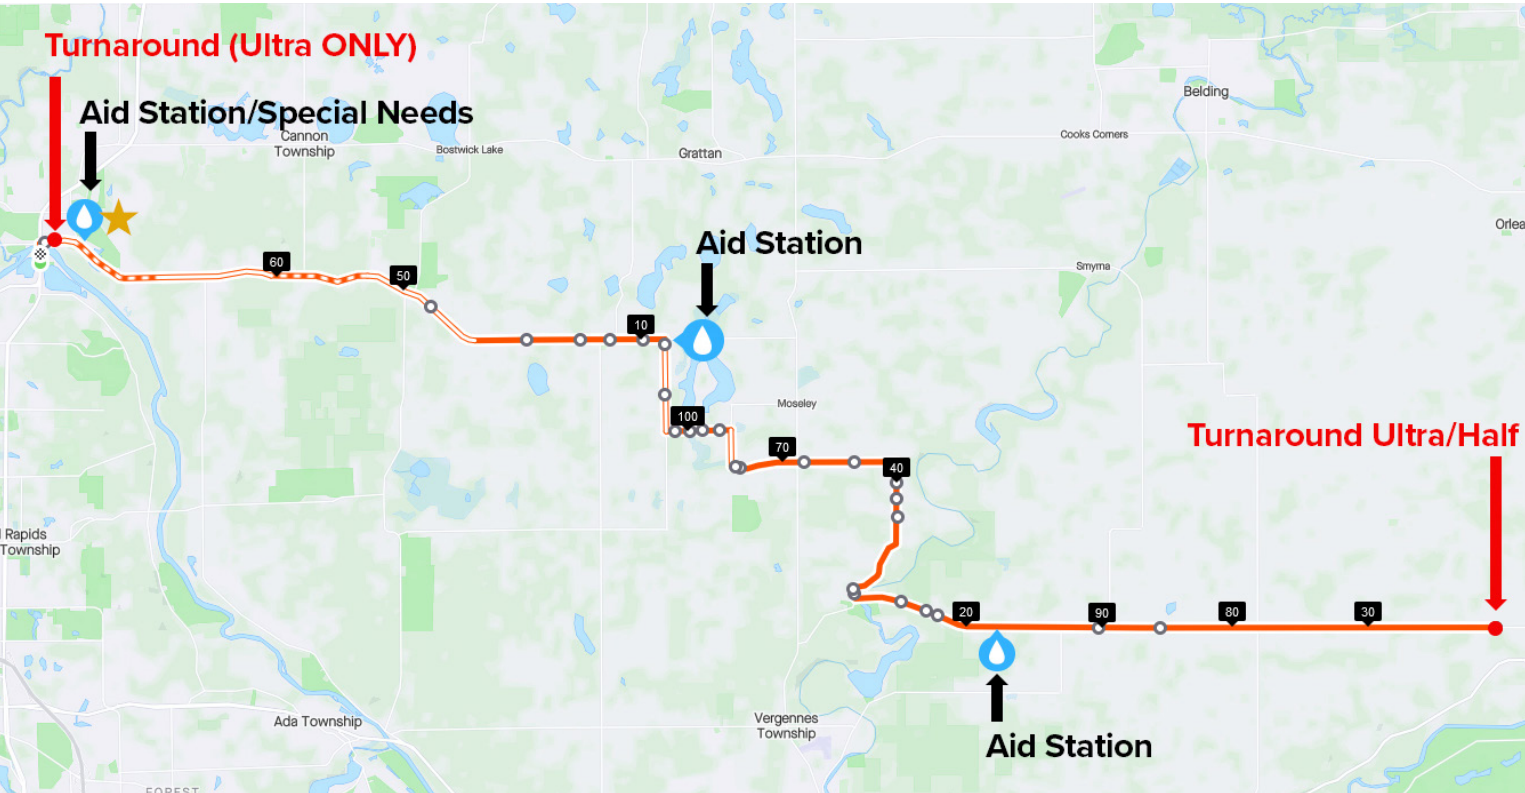 Turnaround (Ultra ONLY)
Aid Station/Special Needs
Cannon
Township
Bostwick Lake
Grattan
Cooks Corners
Belding
Orlea
Smyrna
Aid Station
60
50
10
100
Moseley
70
40
Turnaround Ultra/Half
l Rapids
Township
20
90
80
30
Ada Township
Vergennes
Township
Aid Station
FOREST